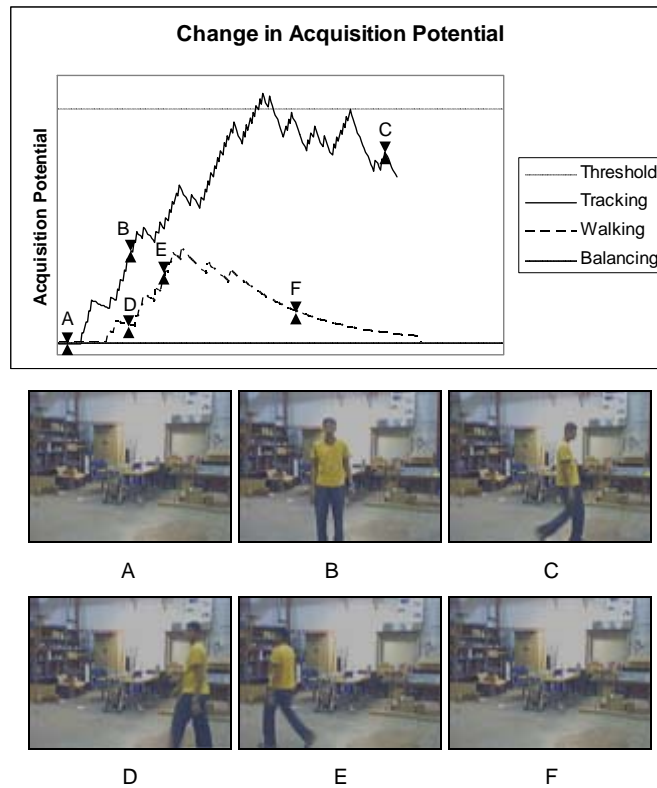 Change in Acquisition Potential
Acquisition Potential
A
B
C
D
E
F
Threshold
Tracking
Walking
Balancing
A B C
D E F